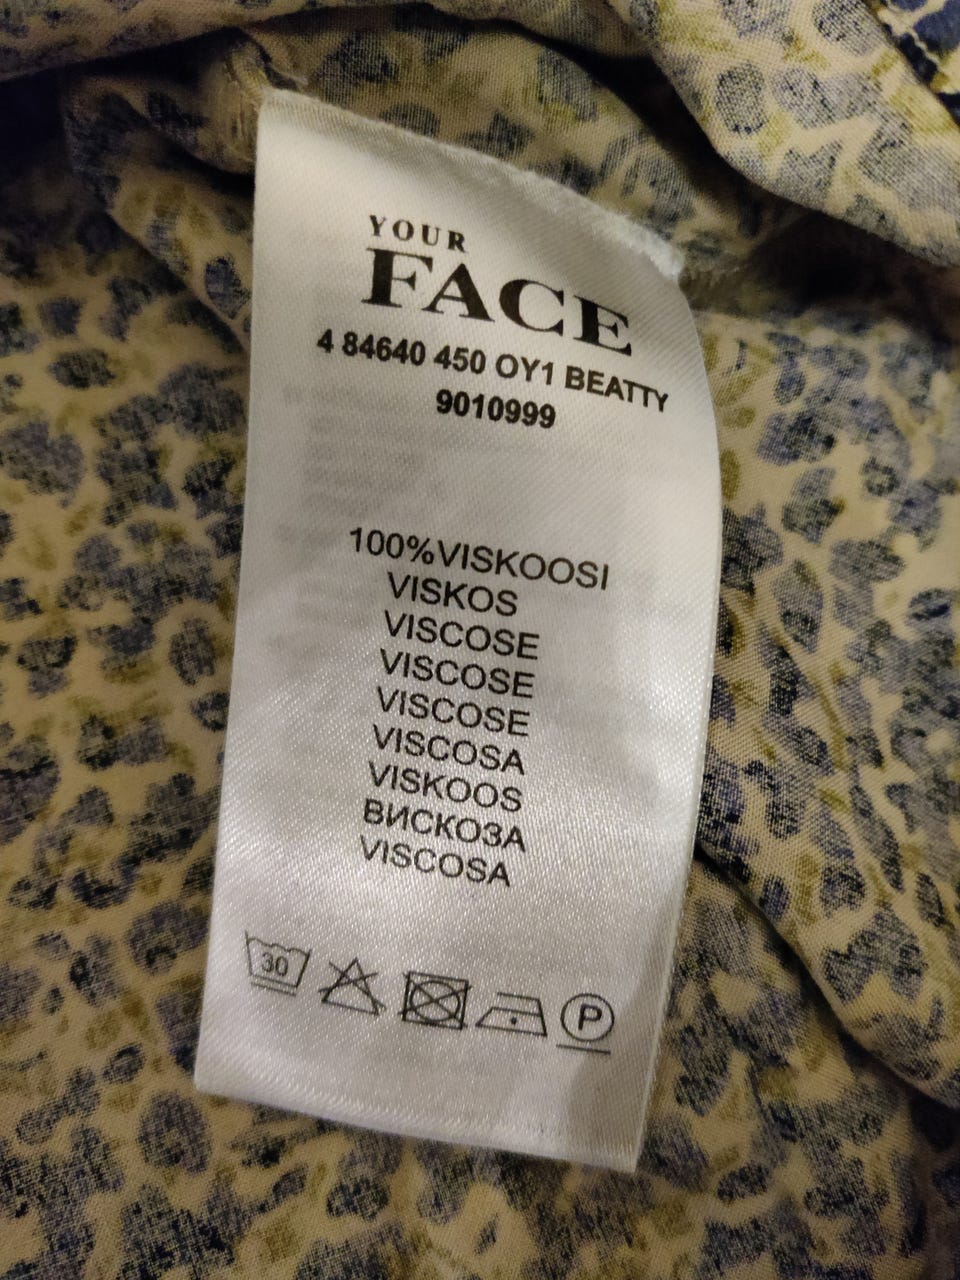 YOUR
FACE
4 84640 450 OY1 BEATTY
9010999
100%VISKOOSI
VISKOS
VISCOSE
VISCOSE
VISCOSE
VISCOSA
VISKOOS
ВИСКОЗА
VISCOSA
30
P